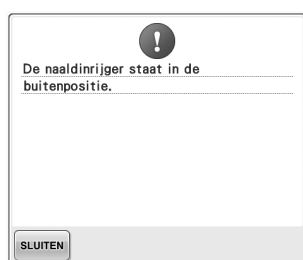 De naaldinrijger staat in de
buitenpositie.
SLUITEN